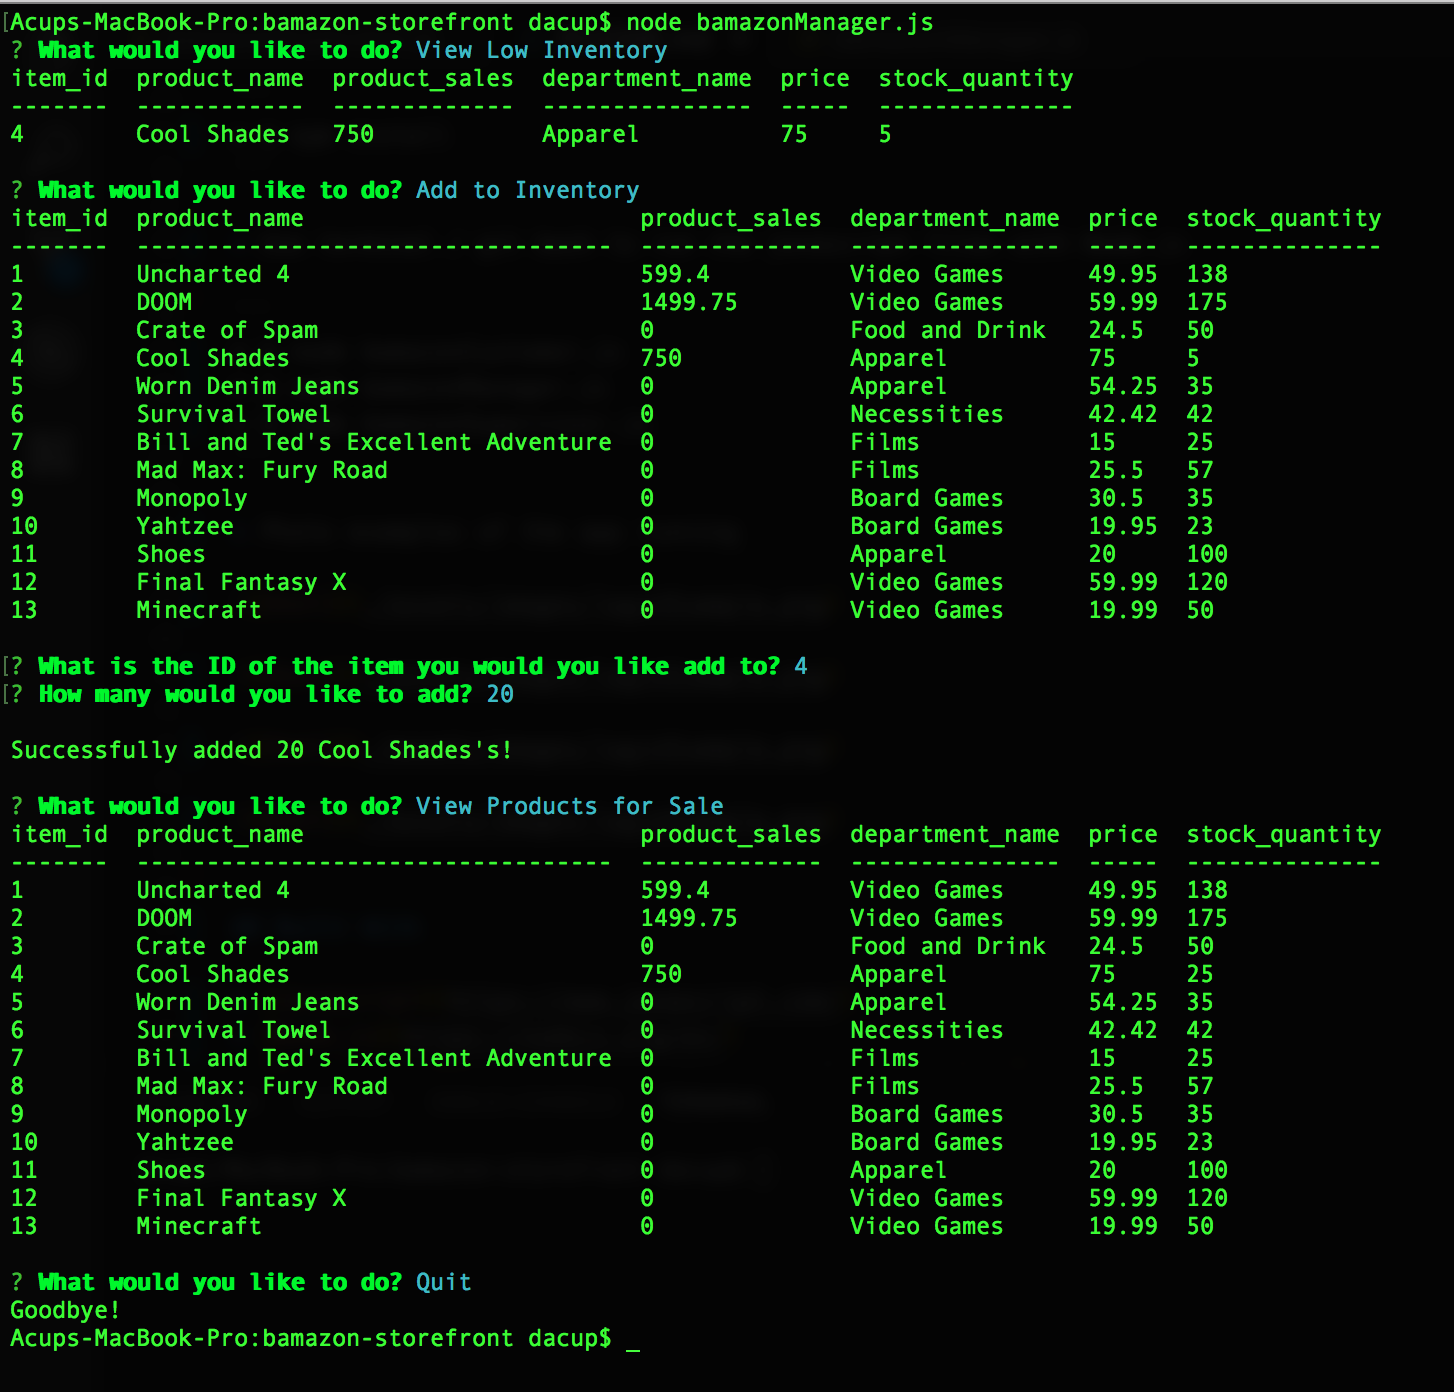 [Acups-MacBook-Pro:bamazon-storefront dacup$ node bamazonManager.js
? What would you like to do? View Low Inventory
item_id  product_name  product_sales  department_name  price  stock_quantity
-------  ------------  -------------  ---------------  -----  --------------
4        Cool Shades   750            Apparel          75     5

? What would you like to do? Add to Inventory
item_id  product_name                        product_sales  department_name  price  stock_quantity
-------  ----------------------------------  -------------  ---------------  -----  --------------
1        Uncharted 4                         599.4          Video Games      49.95  138
2        DOOM                                1499.75        Video Games      59.99  175
3        Crate of Spam                       0              Food and Drink   24.5   50
4        Cool Shades                         750            Apparel          75     5
5        Worn Denim Jeans                    0              Apparel          54.25  35
6        Survival Towel                      0              Necessities      42.42  42
7        Bill and Ted's Excellent Adventure  0              Films            15     25
8        Mad Max: Fury Road                  0              Films            25.5   57
9        Monopoly                            0              Board Games      30.5   35
10       Yahtzee                             0              Board Games      19.95  23
11       Shoes                               0              Apparel          20     100
12       Final Fantasy X                     0              Video Games      59.99  120
13       Minecraft                           0              Video Games      19.99  50

[? What is the ID of the item you would you like add to? 4
[? How many would you like to add? 20

Successfully added 20 Cool Shades's!

? What would you like to do? View Products for Sale
item_id  product_name                        product_sales  department_name  price  stock_quantity
-------  ----------------------------------  -------------  ---------------  -----  --------------
1        Uncharted 4                         599.4          Video Games      49.95  138
2        DOOM                                1499.75        Video Games      59.99  175
3        Crate of Spam                       0              Food and Drink   24.5   50
4        Cool Shades                         750            Apparel          75     25
5        Worn Denim Jeans                    0              Apparel          54.25  35
6        Survival Towel                      0              Necessities      42.42  42
7        Bill and Ted's Excellent Adventure  0              Films            15     25
8        Mad Max: Fury Road                  0              Films            25.5   57
9        Monopoly                            0              Board Games      30.5   35
10       Yahtzee                             0              Board Games      19.95  23
11       Shoes                               0              Apparel          20     100
12       Final Fantasy X                     0              Video Games      59.99  120
13       Minecraft                           0              Video Games      19.99  50

? What would you like to do? Quit
Goodbye!
Acups-MacBook-Pro:bamazon-storefront dacup$ _